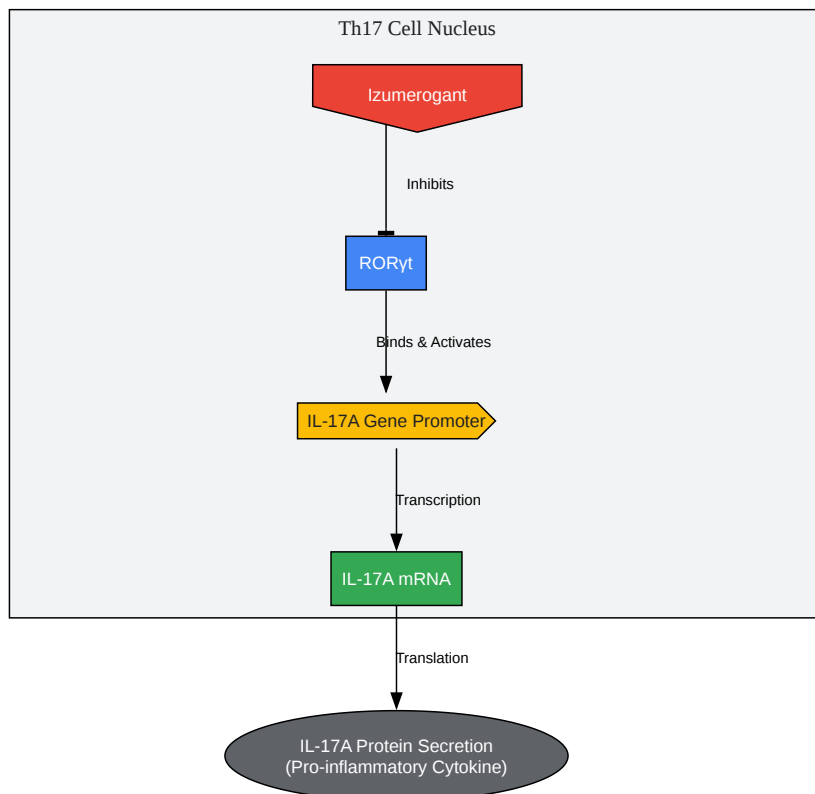 Th17 Cell Nucleus
Izumerogant
Inhibits
RORγt
Binds & Activates
IL-17A Gene Promoter
Transcription
IL-17A mRNA
Translation
IL-17A Protein Secretion
(Pro-inflammatory Cytokine)